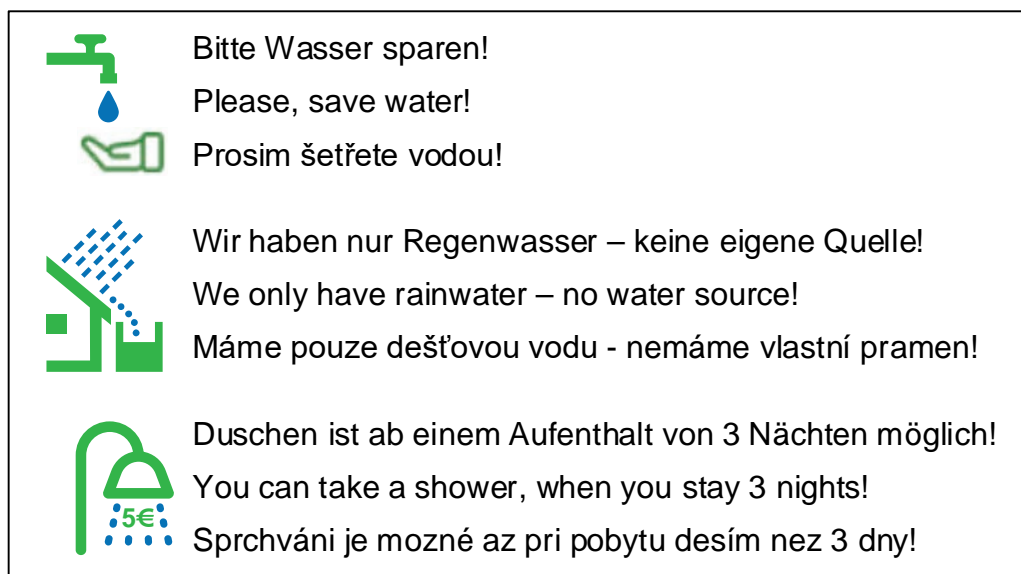 Bitte Wasser sparen!
Please, save water!
Prosim šetřete vodou!
Wir haben nur Regenwasser – keine eigene Quelle!
We only have rainwater – no water source!
Máme pouze dešťovou vodu - nemáme vlastní pramen!
Duschen ist ab einem Aufenthalt von 3 Nächten möglich!
You can take a shower, when you stay 3 nights!
5€
Sprchváni je mozné az pri pobytu desím nez 3 dny!